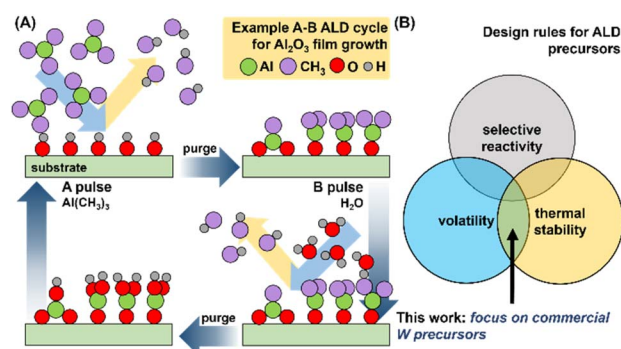 (A)
Example A-B ALD cycle
for Al₂O₃ film growth
Al CH₃ O H
substrate
purge
A pulse
Al(CH₃)₃
B pulse
H₂O
purge
(B)
Design rules for ALD
precursors
selective
reactivity
volatility
thermal
stability
This work: focus on commercial
W precursors